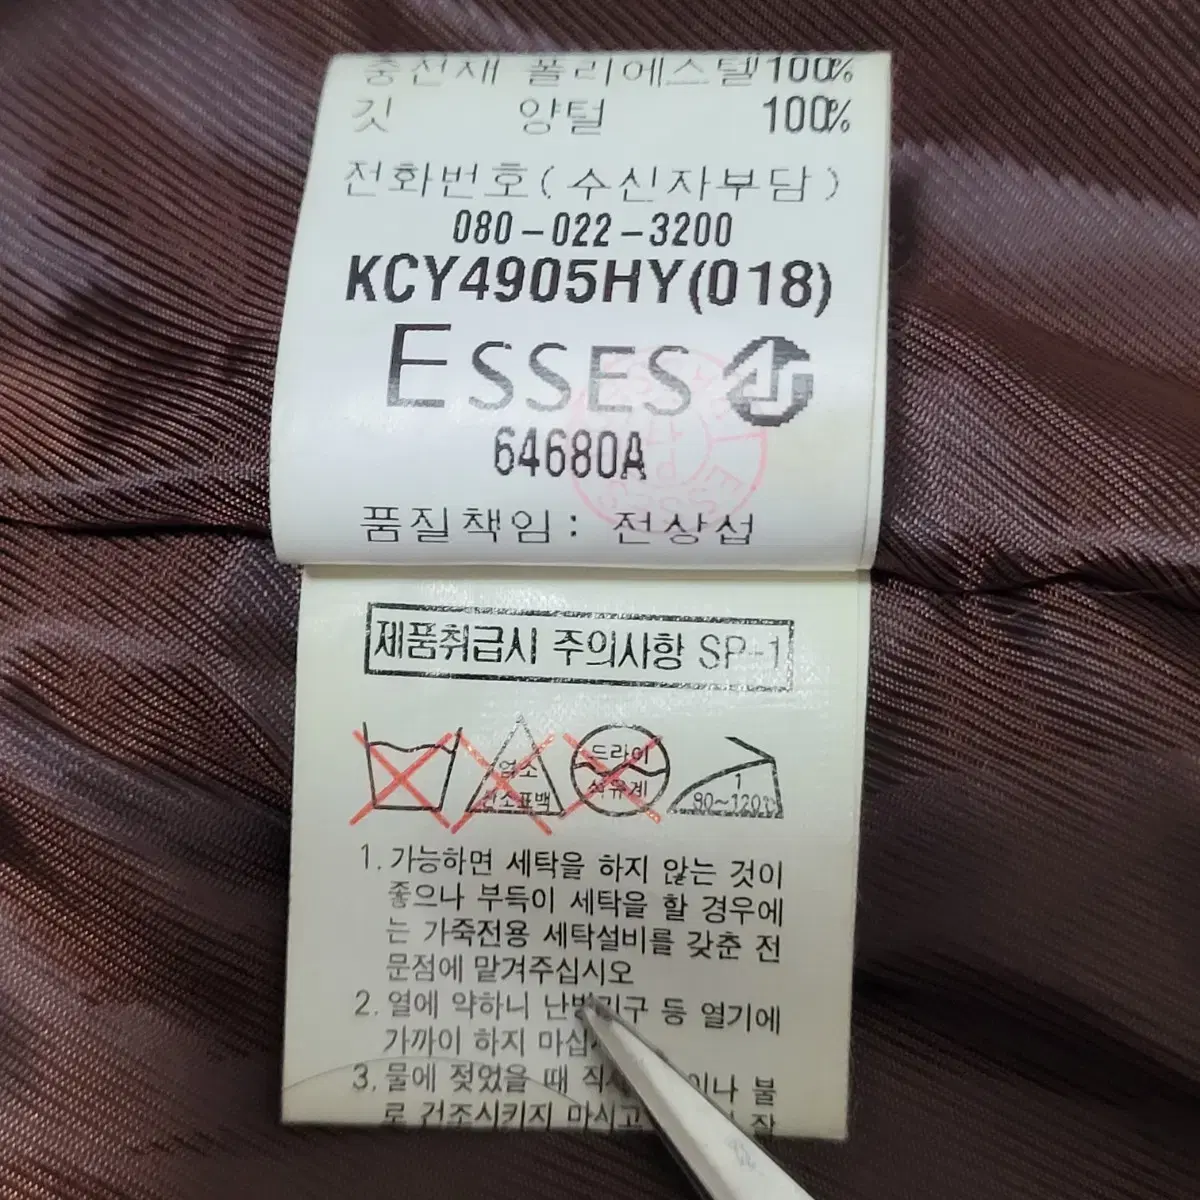 충전재 폴리에스텔 100%
깃 양털 100%
전화번호(수신자부담)
080-022-3200
KCY4905HY(018)
ESSES
64680A
품질책임: 전상섭
제품취급시 주의사항 SP-1
염소
산소표백
드라이
석유계
1
80~120℃
1. 가능하면 세탁을 하지 않는 것이
좋으나 부득이 세탁을 할 경우에
는 가죽전용 세탁설비를 갖춘 전
문점에 맡겨주십시오
2. 열에 약하니 난방기구 등 열기에
가까이 하지 마십
3. 물에 젖었을 때 이나 불
로 건조시키지 마시고 잘